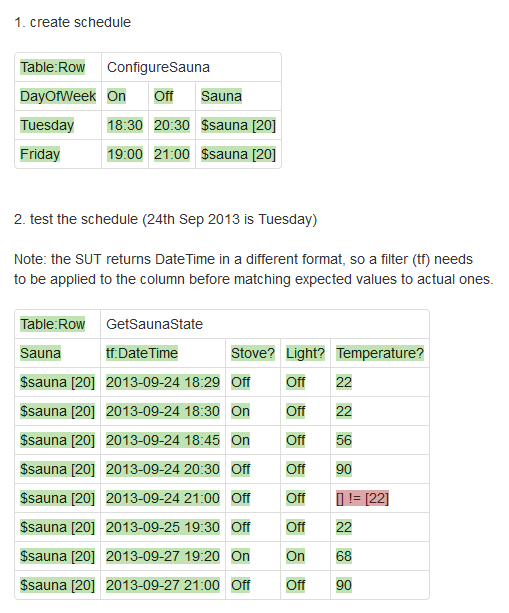 1. create schedule
Table:Row ConfigureSauna
DayOfWeek On Off Sauna
Tuesday 18:30 20:30 $sauna [20]
Friday 19:00 21:00 $sauna [20]
2. test the schedule (24th Sep 2013 is Tuesday)
Note: the SUT returns DateTime in a different format, so a filter (tf) needs
to be applied to the column before matching expected values to actual ones.
Table:Row GetSaunaState
Sauna tf:DateTime Stove? Light? Temperature?
$sauna [20] 2013-09-24 18:29 Off Off 22
$sauna [20] 2013-09-24 18:30 On Off 22
$sauna [20] 2013-09-24 18:45 On Off 56
$sauna [20] 2013-09-24 20:30 Off Off 90
$sauna [20] 2013-09-24 21:00 Off Off [] != [22]
$sauna [20] 2013-09-25 19:30 Off Off 22
$sauna [20] 2013-09-27 19:20 On On 68
$sauna [20] 2013-09-27 21:00 Off Off 90